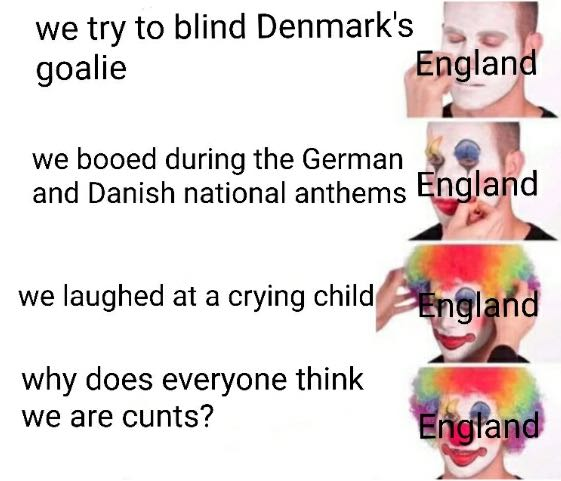 we try to blind Denmark's
goalie
England
we booed during the German
and Danish national anthems
England
we laughed at a crying child
England
why does everyone think
we are cunts?
England